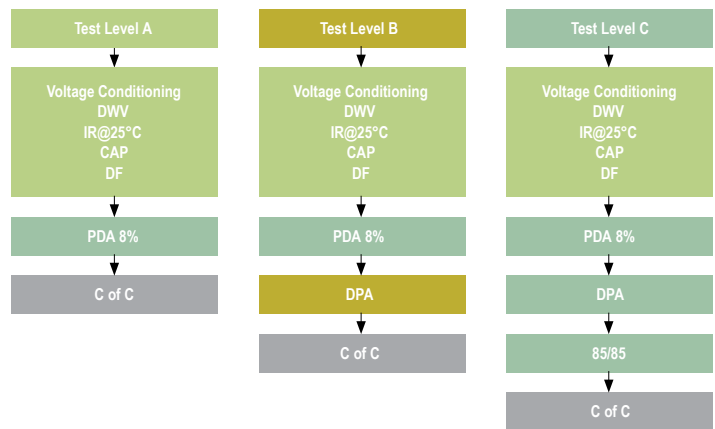 Test Level A
Voltage Conditioning
DWV
IR@25°C
CAP
DF
PDA 8%
C of C
Test Level B
Voltage Conditioning
DWV
IR@25°C
CAP
DF
PDA 8%
DPA
C of C
Test Level C
Voltage Conditioning
DWV
IR@25°C
CAP
DF
PDA 8%
DPA
85/85
C of C